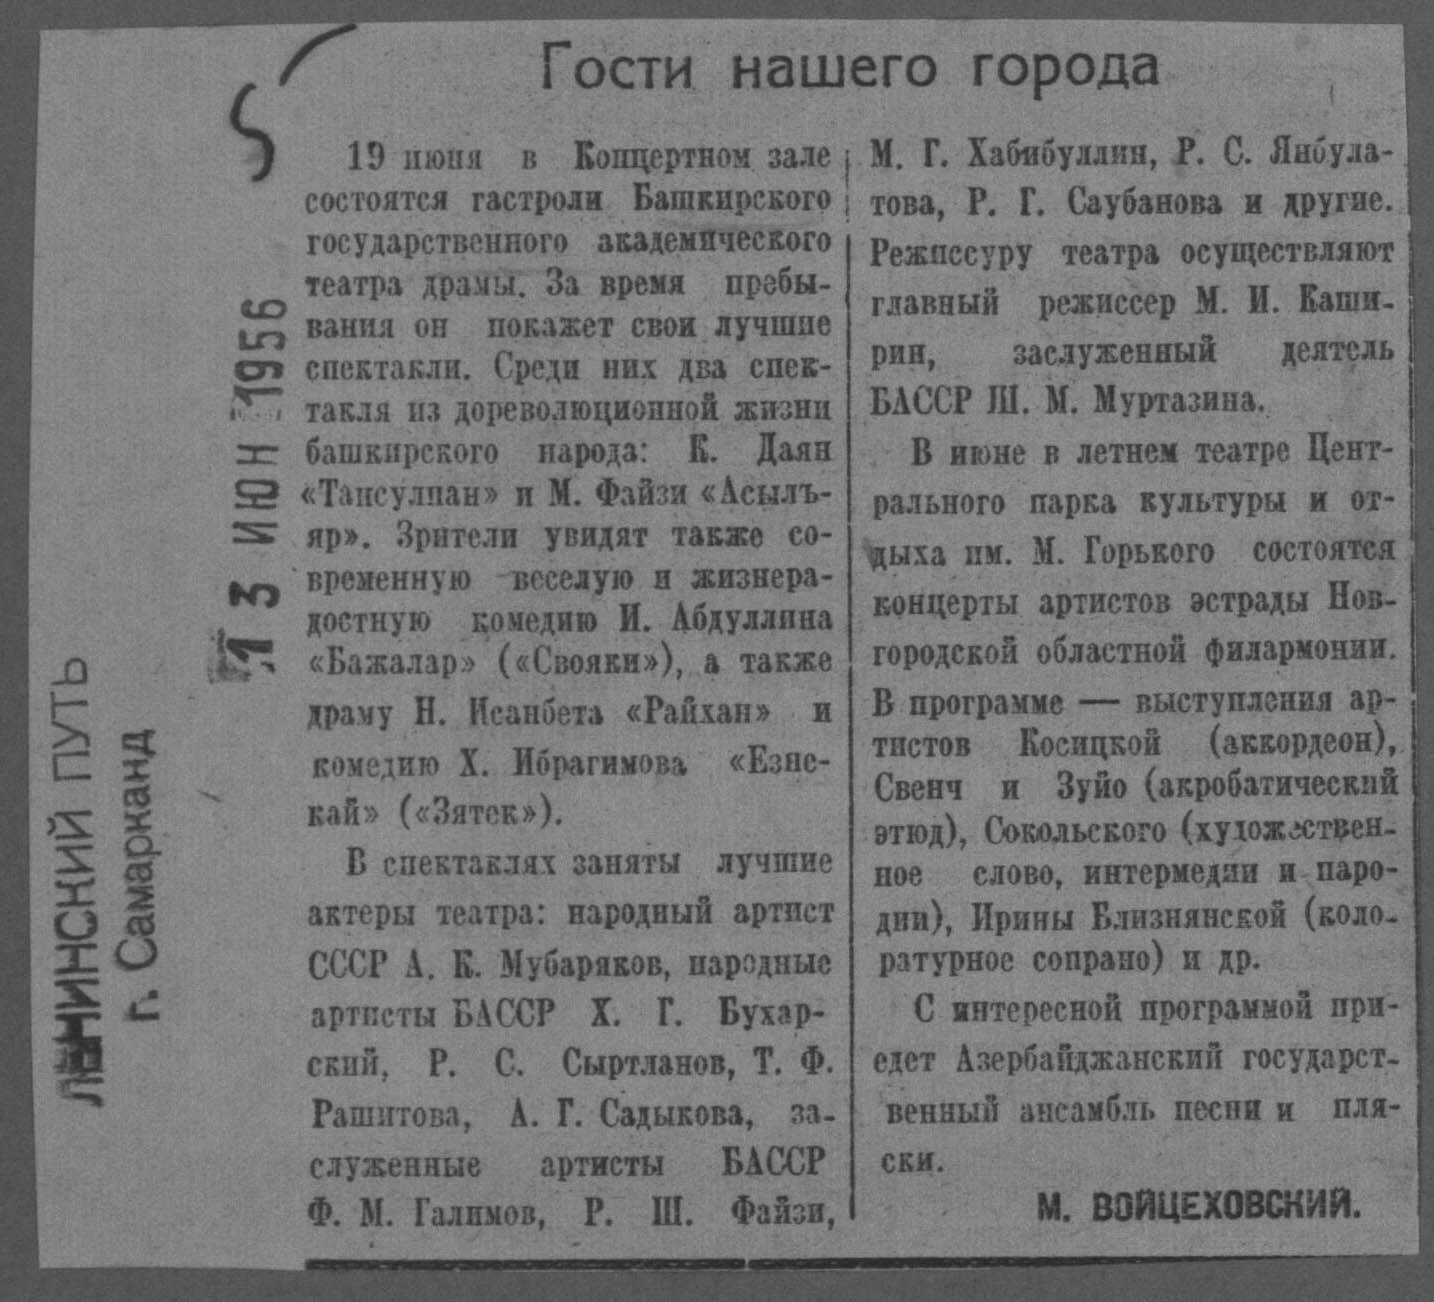 Гости нашего города
19 июня в Концертном зале
состоятся гастроли Башкирского
государственного академического
театра драмы. За время пребы-
вания он покажет свои лучшие
спектакли. Среди них два спек-
такля из дореволюционной жизни
башкирского народа: К. Даян
«Тансулпан» и М. Файзи «Асылъ-
яр». Зрители увидят также со-
временную веселую и жизнера-
достную комедию И. Абдуллина
«Бажалар» («Свояки»), а также
драму Н. Исанбета «Райхан» и
комедию Х. Ибрагимова «Езне-
кай» («Зятек»).
В спектаклях заняты лучшие
актеры театра: народный артист
СССР А. К. Мубаряков, народные
артисты БАССР Х. Г. Бухар-
ский, Р. С. Сыртланов, Т. Ф.
Рашитова, А. Г. Садыкова, за-
служенные артисты БАССР
Ф. М. Галимов, Р. Ш. Файзи,
М. Г. Хабибуллин, Р. С. Янбула-
това, Р. Г. Саубанова и другие.
Режиссуру театра осуществляют
главный режиссер М. И. Каши-
рин, заслуженный деятель
БАССР Ш. М. Муртазина.
В июне в летнем театре Цент-
рального парка культуры и от-
дыха им. М. Горького состоятся
концерты артистов эстрады Нов-
городской областной филармонии.
В программе — выступления ар-
тистов Косицкой (аккордеон),
Свенч и Зуйо (акробатический
этюд), Сокольского (художествен-
ное слово, интермедии и паро-
дии), Ирины Близнянской (коло-
ратурное сопрано) и др.
С интересной программой при-
едет Азербайджанский государст-
венный ансамбль песни и пля-
ски.
М. ВОЙЦЕХОВСКИЙ.
13 ИЮН 1956
ЛЕНИНСКИЙ ПУТЬ
г. Самарканд
5